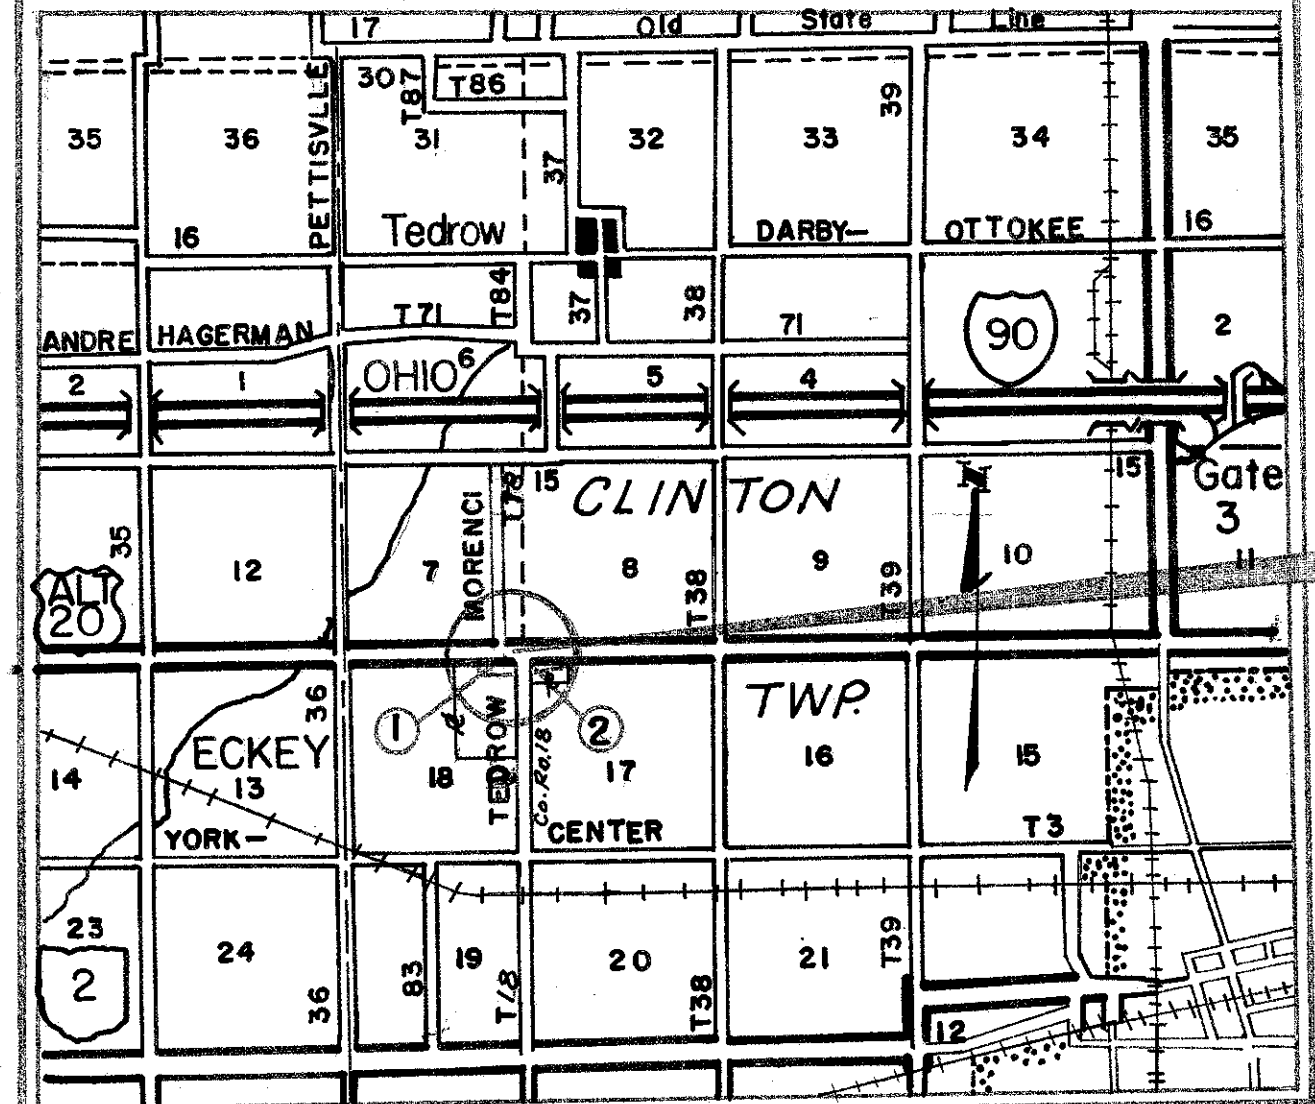 17 Old State Line
30 T87 T86
35 36 PETTISVLLE 31 37 32 33 39 34 35
16 Tedrow DARBY— OTTOKEE 16
T84 37 38
ANDRE HAGERMAN T71 71 90 2
2 1 OHIO 6 5 4
15 CLINTON 15 Gate
3
35 12 7 MORENCI 8 T38 9 T39 10 11
ALT
20
36 1 TEDROW 2 TWP.
ECKEY
14 13 18 Co. Rd. 18 17 16 15
YORK— CENTER T3
23 24 19 20 21 T39
2 36 83 T18 T38
12